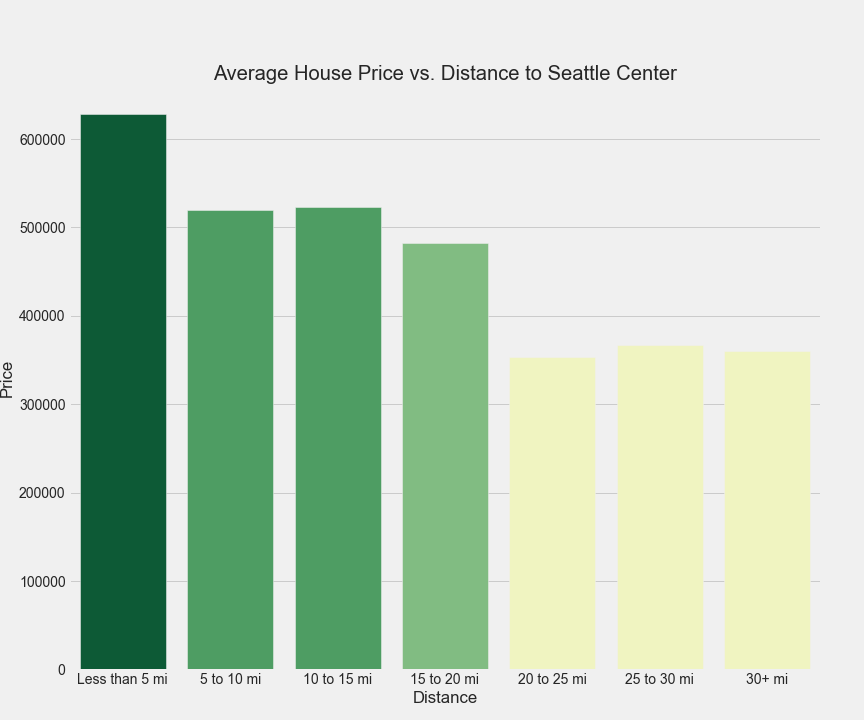 Average House Price vs. Distance to Seattle Center
Price
600000
500000
400000
300000
200000
100000
0
Less than 5 mi 5 to 10 mi 10 to 15 mi 15 to 20 mi 20 to 25 mi 25 to 30 mi 30+ mi
Distance